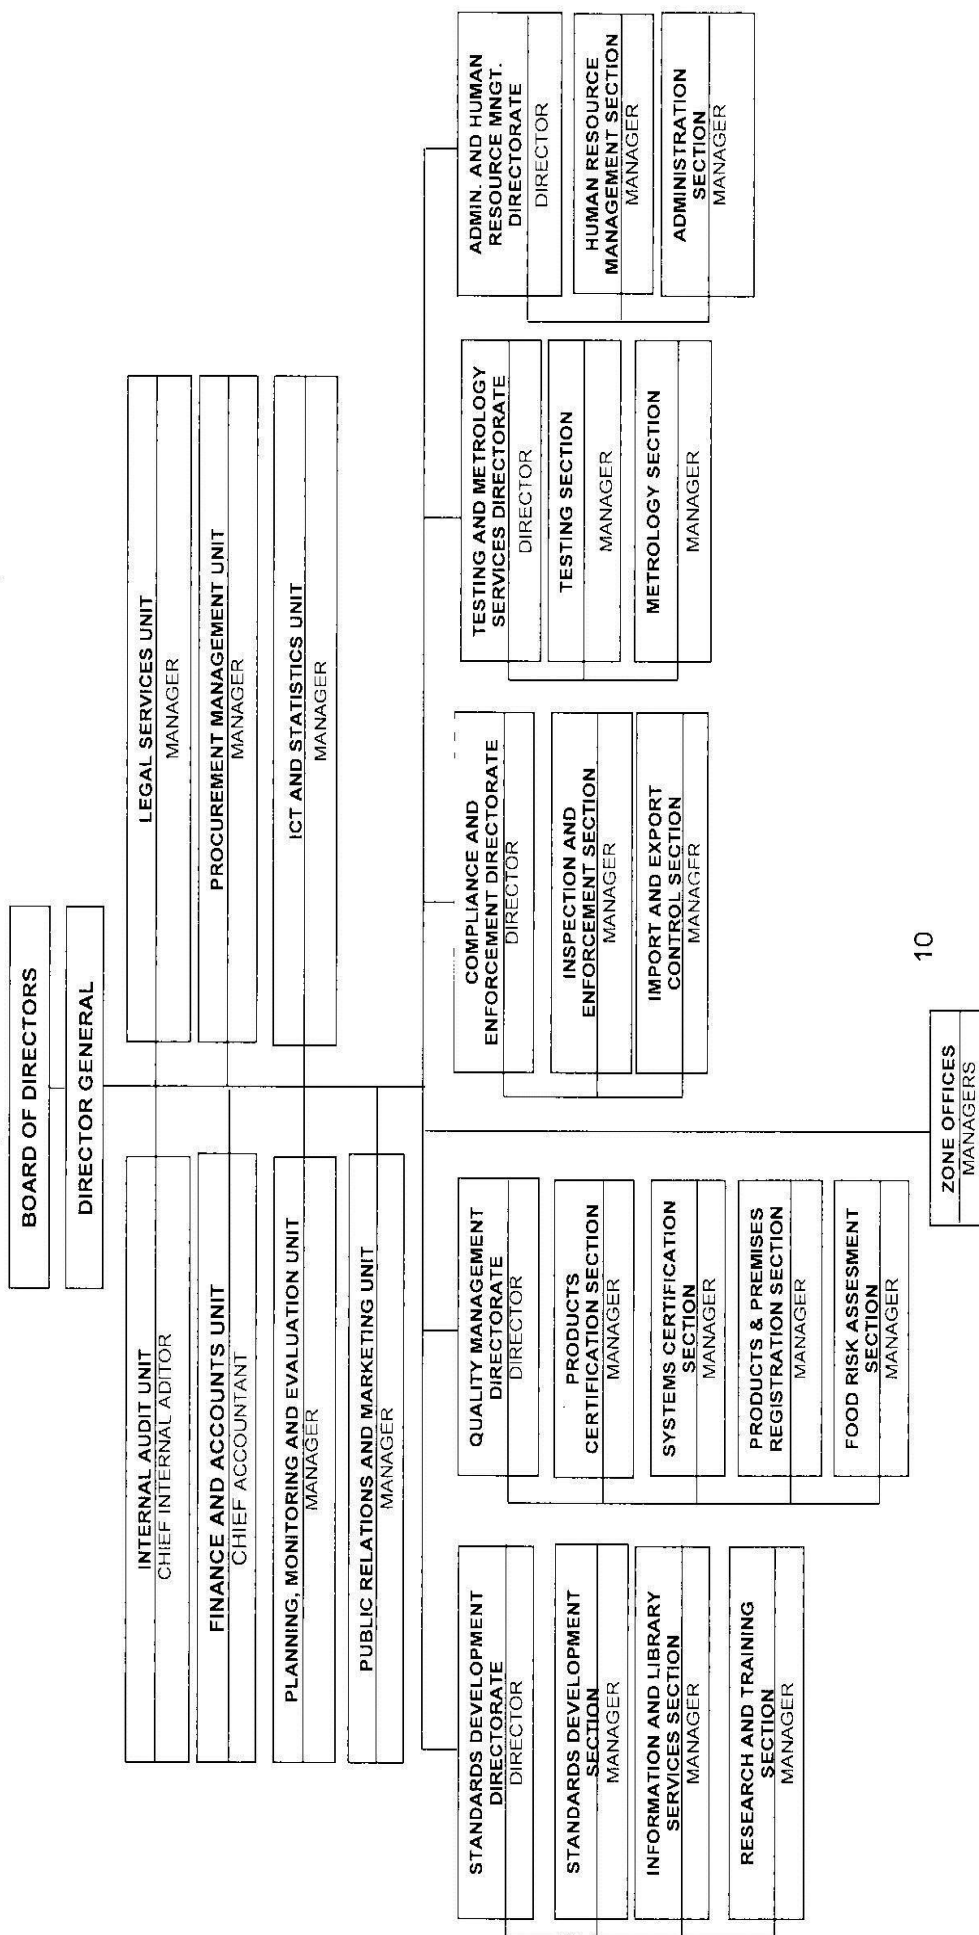 BOARD OF DIRECTORS
DIRECTOR GENERAL
INTERNAL AUDIT UNIT
CHIEF INTERNAL ADITOR
FINANCE AND ACCOUNTS UNIT
CHIEF ACCOUNTANT
PLANNING, MONITORING AND EVALUATION UNIT
MANAGER
PUBLIC RELATIONS AND MARKETING UNIT
MANAGER
LEGAL SERVICES UNIT
MANAGER
PROCUREMENT MANAGEMENT UNIT
MANAGER
ICT AND STATISTICS UNIT
MANAGER
STANDARDS DEVELOPMENT
DIRECTORATE
DIRECTOR
STANDARDS DEVELOPMENT
SECTION
MANAGER
INFORMATION AND LIBRARY
SERVICES SECTION
MANAGER
RESEARCH AND TRAINING
SECTION
MANAGER
QUALITY MANAGEMENT
DIRECTORATE
DIRECTOR
PRODUCTS
CERTIFICATION SECTION
MANAGER
SYSTEMS CERTIFICATION
SECTION
MANAGER
PRODUCTS & PREMISES
REGISTRATION SECTION
MANAGER
FOOD RISK ASSESMENT
SECTION
MANAGER
COMPLIANCE AND
ENFORCEMENT DIRECTORATE
DIRECTOR
INSPECTION AND
ENFORCEMENT SECTION
MANAGER
IMPORT AND EXPORT
CONTROL SECTION
MANAGER
TESTING AND METROLOGY
SERVICES DIRECTORATE
DIRECTOR
TESTING SECTION
MANAGER
METROLOGY SECTION
MANAGER
ADMIN. AND HUMAN
RESOURCE MNGT.
DIRECTORATE
DIRECTOR
HUMAN RESOURCE
MANAGEMENT SECTION
MANAGER
ADMINISTRATION
SECTION
MANAGER
ZONE OFFICES
MANAGERS
10